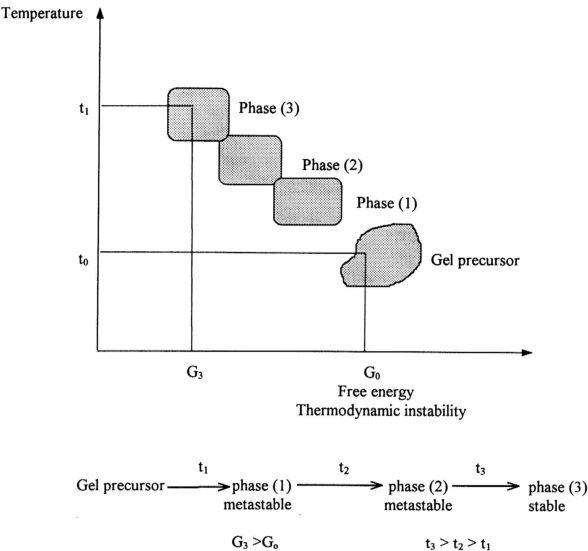 Temperature
t₁
Phase (3)
Phase (2)
Phase (1)
t₀
Gel precursor
G₃
G₀
Free energy
Thermodynamic instability
t₁
t₂
t₃
Gel precursor
phase (1)
phase (2)
phase (3)
metastable
metastable
stable
G₃ >Gₒ
t₃ > t₂ > t₁